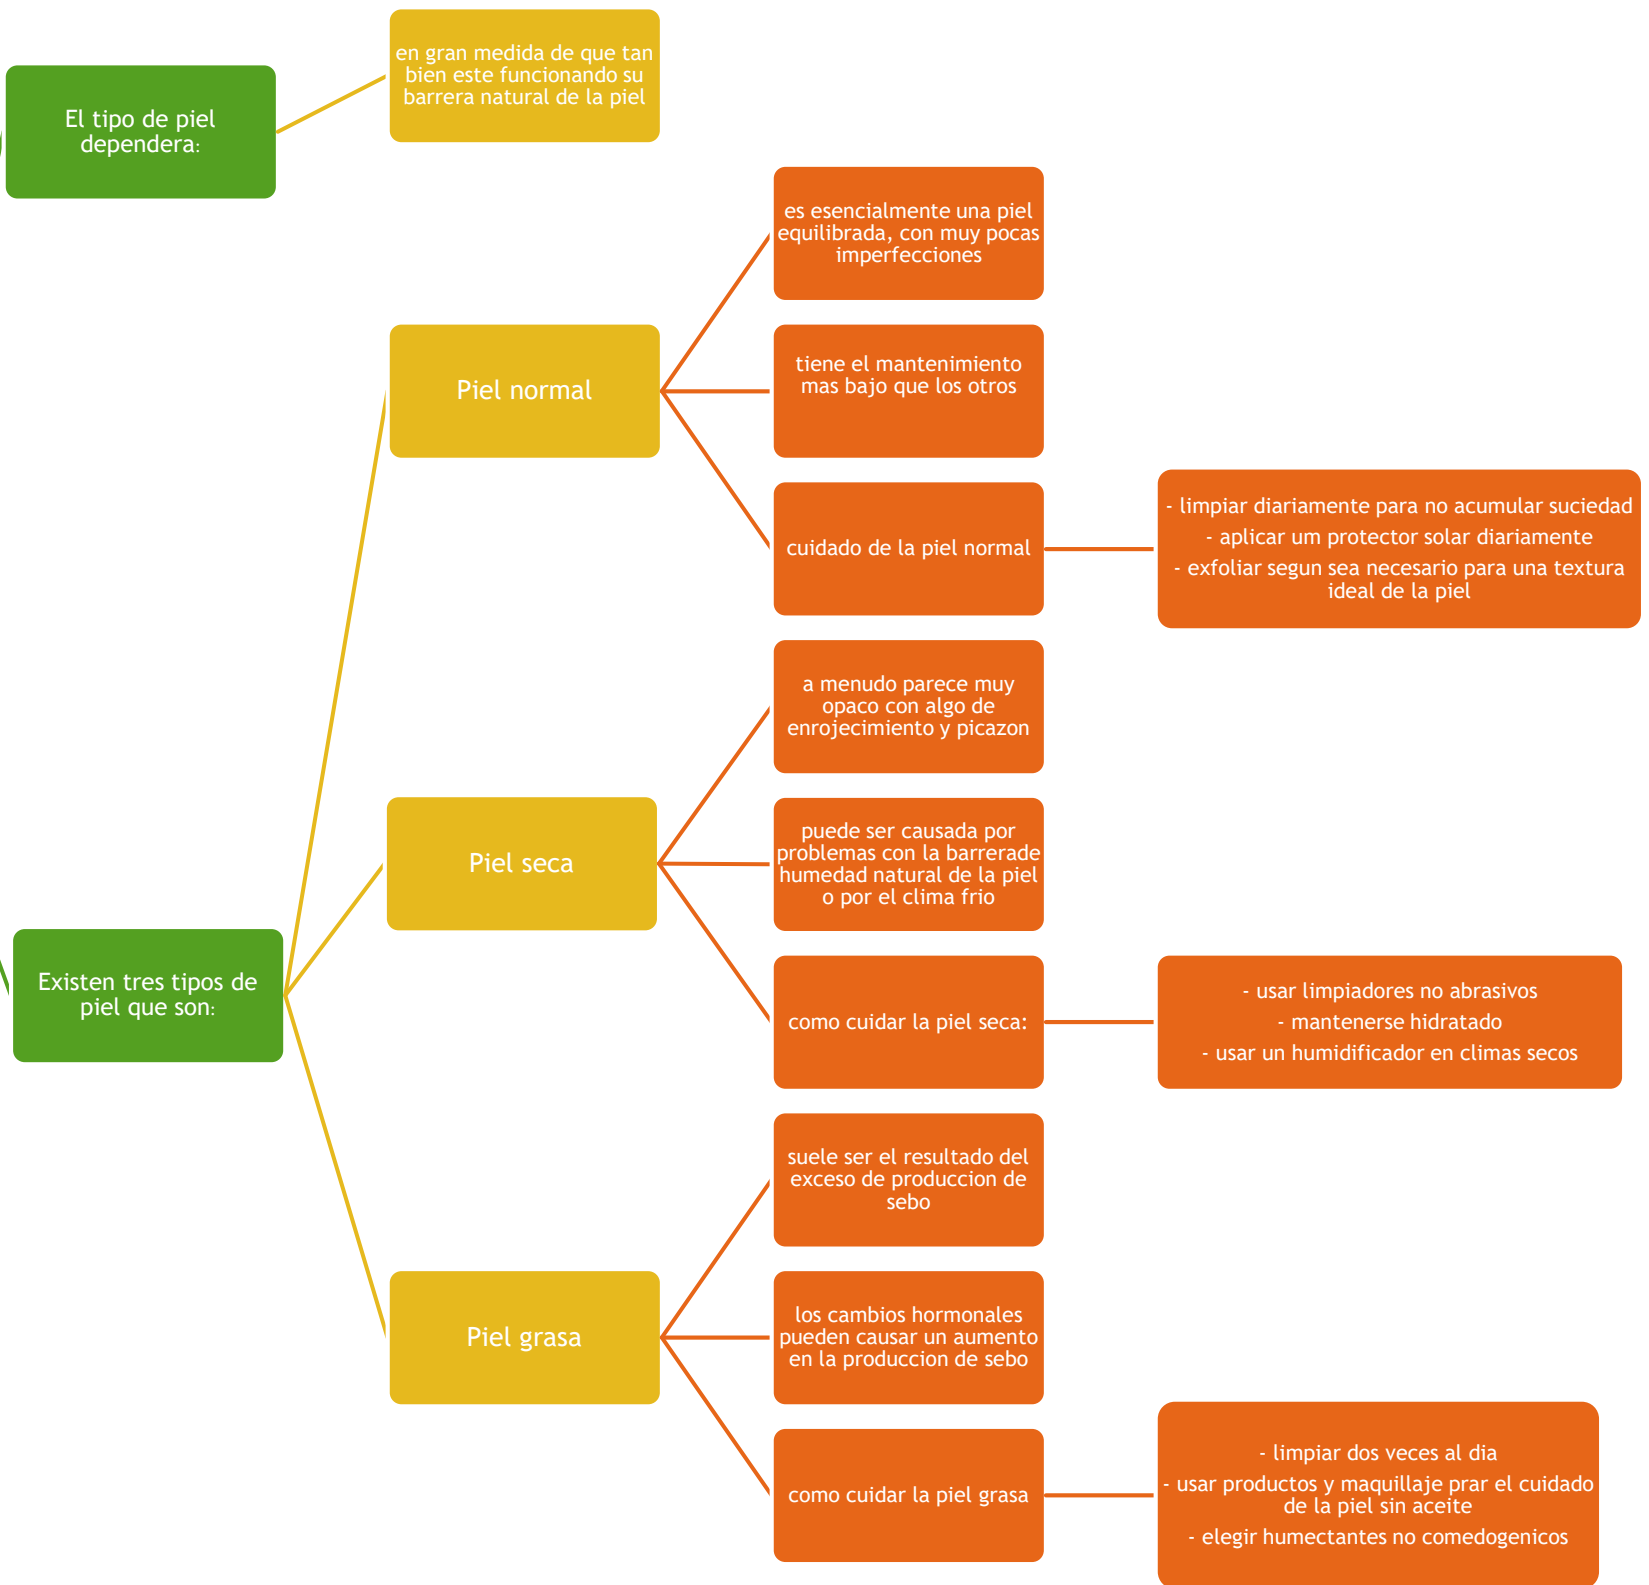 en gran medida de que tan
bien este funcionando su
barrera natural de la piel
El tipo de piel
dependera:
es esencialmente una piel
equilibrada, con muy pocas
imperfecciones
Piel normal
tiene el mantenimiento
mas bajo que los otros
cuidado de la piel normal
- limpiar diariamente para no acumular suciedad
- aplicar um protector solar diariamente
- exfoliar segun sea necesario para una textura
ideal de la piel
a menudo parece muy
opaco con algo de
enrojecimiento y picazon
Piel seca
puede ser causada por
problemas con la barrerade
humedad natural de la piel
o por el clima frio
Existen tres tipos de
piel que son:
como cuidar la piel seca:
- usar limpiadores no abrasivos
- mantenerse hidratado
- usar un humidificador en climas secos
suele ser el resultado del
exceso de produccion de
sebo
Piel grasa
los cambios hormonales
pueden causar un aumento
en la produccion de sebo
como cuidar la piel grasa
- limpiar dos veces al dia
- usar productos y maquillaje prar el cuidado
de la piel sin aceite
- elegir humectantes no comedogenicos